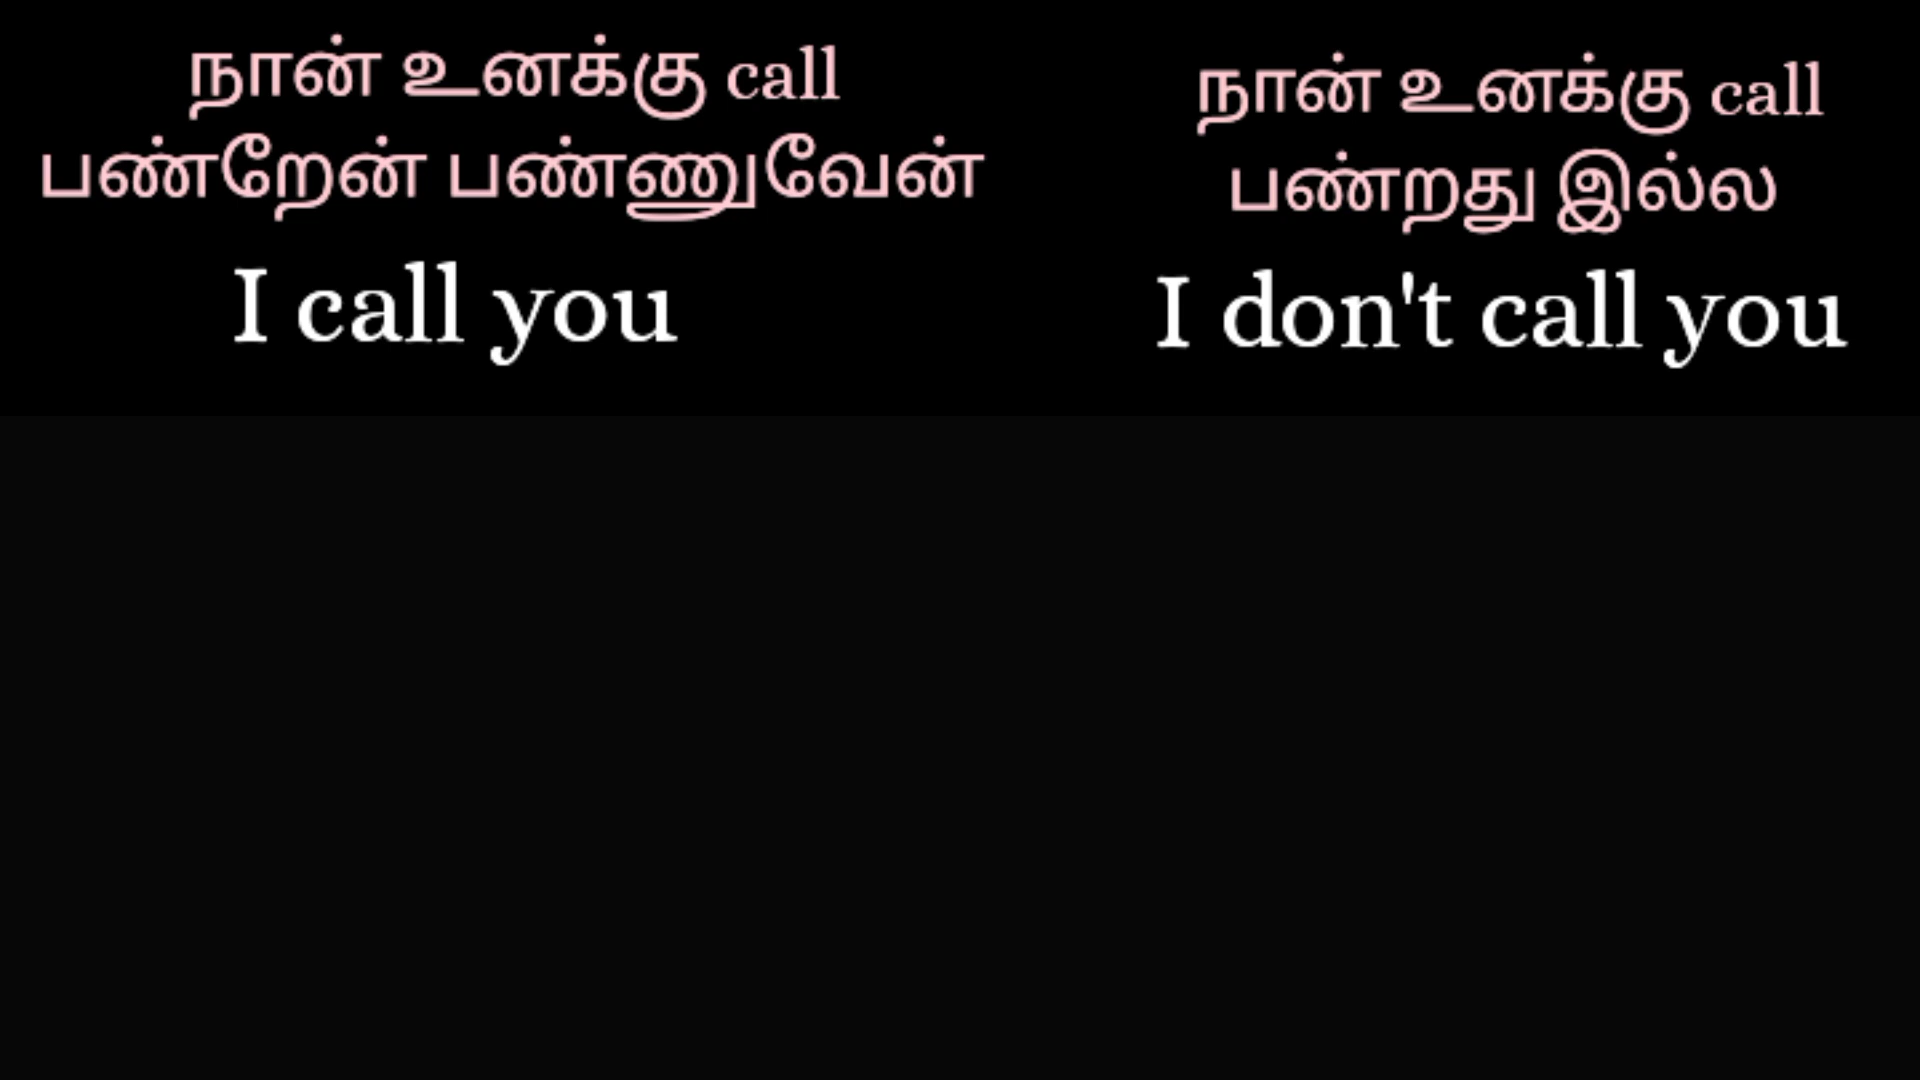 நான் உனக்கு call
பண்றேன் பண்ணுவேன்
I call you
நான் உனக்கு call
பண்றது இல்ல
I don't call you